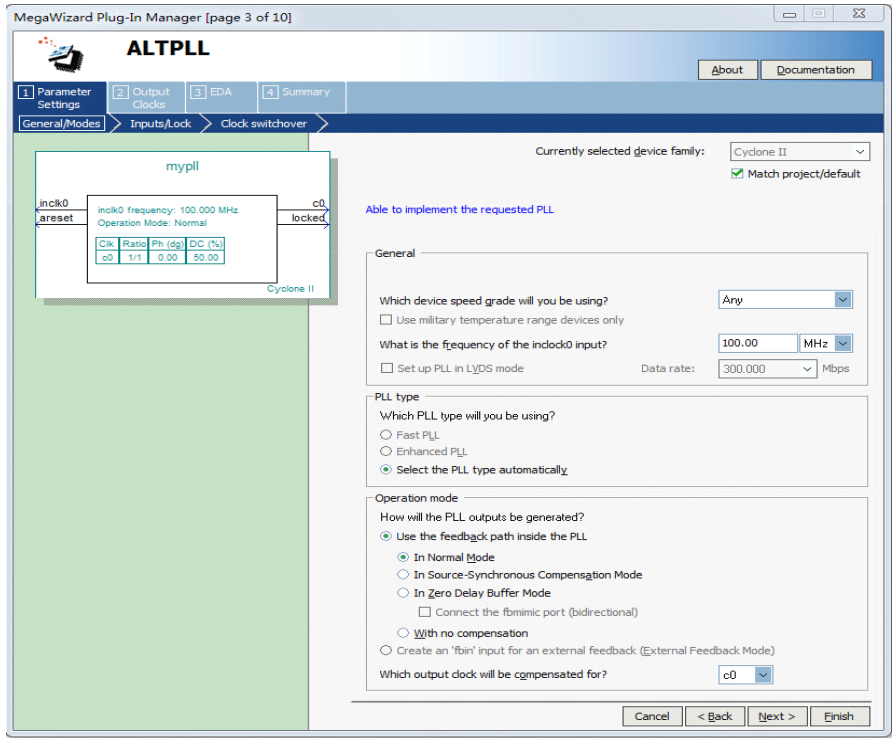 MegaWizard Plug-In Manager [page 3 of 10]
ALTPLL
About
Documentation
1 Parameter Settings
2 Output Clocks
3 EDA
4 Summary
General/Modes
Inputs/Lock
Clock switchover
mypll
inclk0
areset
inclk0 frequency: 100.000 MHz
Operation Mode: Normal
Clk Ratio Ph (dg) DC (%)
c0 1/1 0.00 50.00
c0
locked
Cyclone II
Currently selected device family:
Cyclone II
Match project/default
Able to implement the requested PLL
General
Which device speed grade will you be using?
Any
Use military temperature range devices only
What is the frequency of the inclock0 input?
100.00
MHz
Set up PLL in LVDS mode
Data rate:
300.000
Mbps
PLL type
Which PLL type will you be using?
Fast PLL
Enhanced PLL
Select the PLL type automatically
Operation mode
How will the PLL outputs be generated?
Use the feedback path inside the PLL
In Normal Mode
In Source-Synchronous Compensation Mode
In Zero Delay Buffer Mode
Connect the fbmimic port (bidirectional)
With no compensation
Create an 'fbin' input for an external feedback (External Feedback Mode)
Which output clock will be compensated for?
c0
Cancel
< Back
Next >
Finish